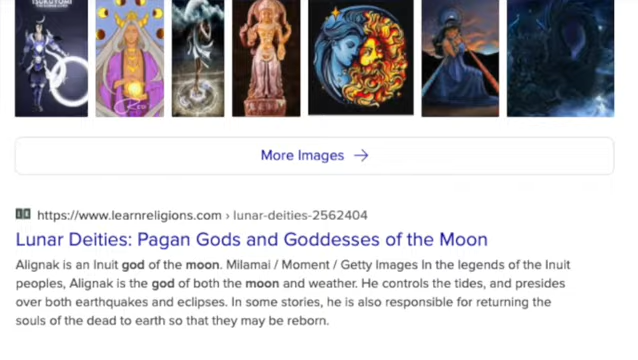 TSUKUYOMI
More Images →
https://www.learnreligions.com › lunar-deities-2562404
Lunar Deities: Pagan Gods and Goddesses of the Moon
Alignak is an Inuit god of the moon. Milamai / Moment / Getty Images In the legends of the Inuit
peoples, Alignak is the god of both the moon and weather. He controls the tides, and presides
over both earthquakes and eclipses. In some stories, he is also responsible for returning the
souls of the dead to earth so that they may be reborn.